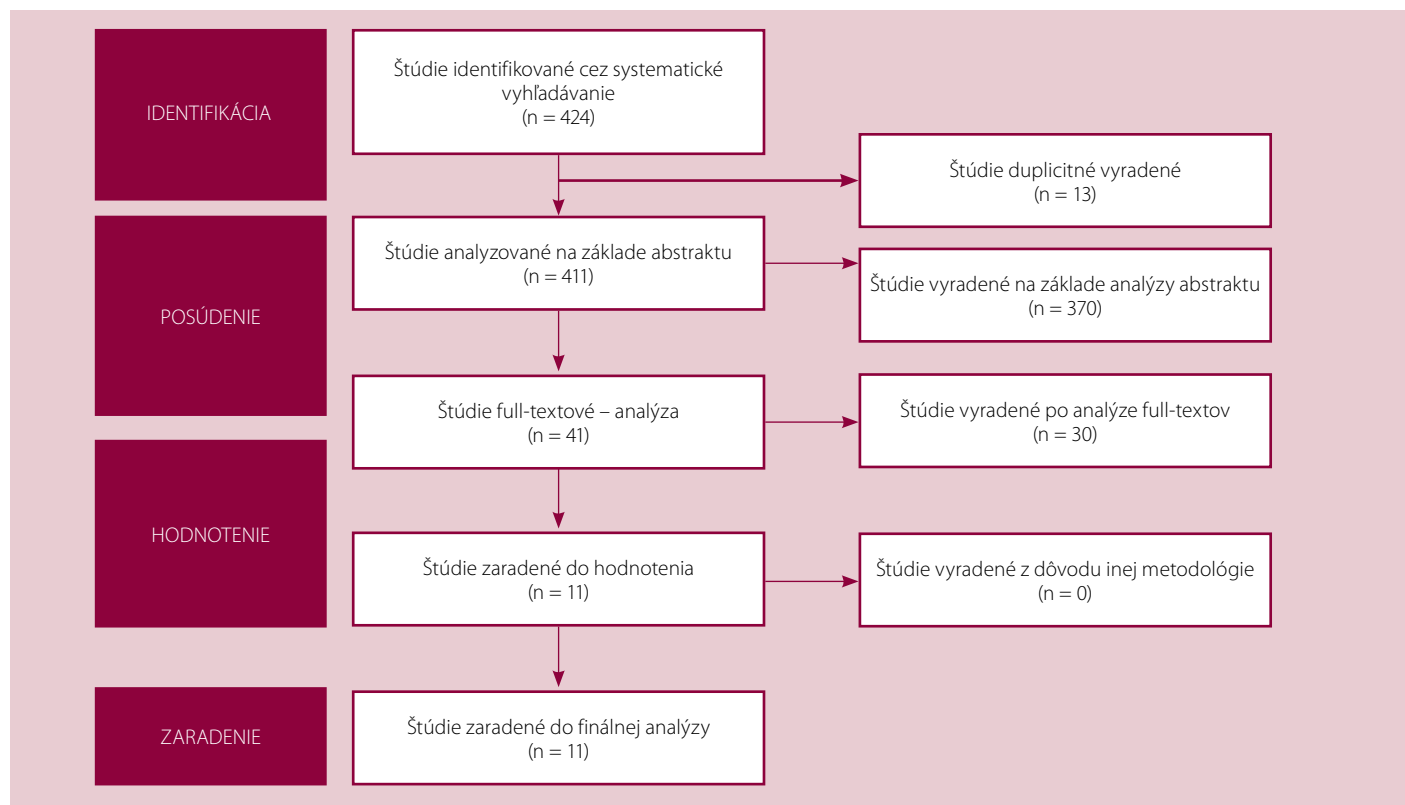 IDENTIFIKÁCIA
Štúdie identifikované cez systematické
vyhľadávanie
(n = 424)
Štúdie duplicitné vyradené
(n = 13)
POSÚDENIE
Štúdie analyzované na základe abstraktu
(n = 411)
Štúdie vyradené na základe analýzy abstraktu
(n = 370)
Štúdie full-textové – analýza
(n = 41)
Štúdie vyradené po analýze full-textov
(n = 30)
HODNOTENIE
Štúdie zaradené do hodnotenia
(n = 11)
Štúdie vyradené z dôvodu inej metodológie
(n = 0)
ZARADENIE
Štúdie zaradené do finálnej analýzy
(n = 11)